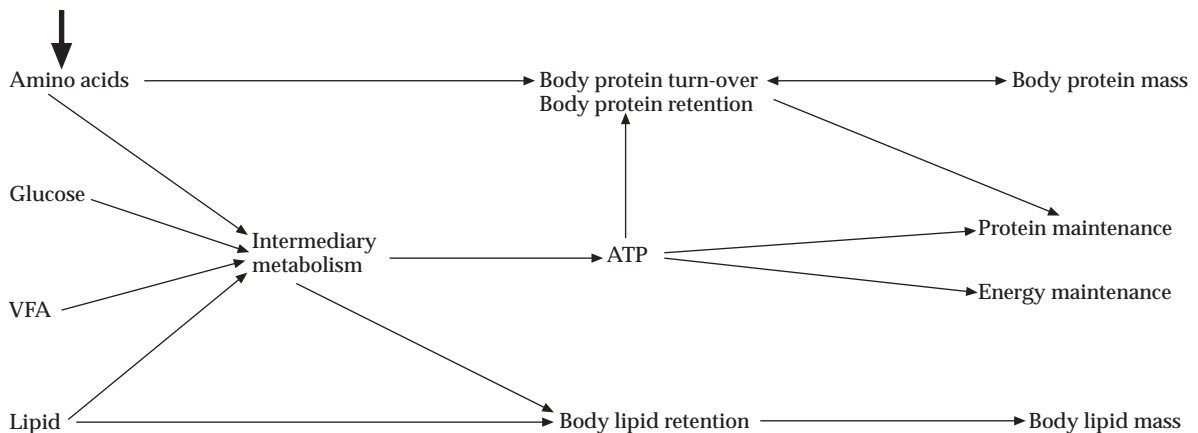 Amino acids
Body protein turn-over
Body protein retention
Body protein mass
Glucose
Intermediary
metabolism
ATP
Protein maintenance
Energy maintenance
VFA
Lipid
Body lipid retention
Body lipid mass